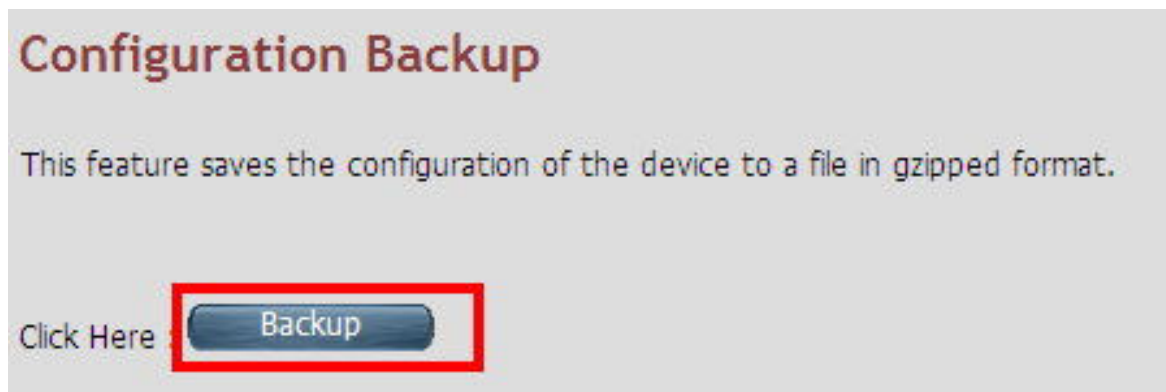 Configuration Backup
This feature saves the configuration of the device to a file in gzipped format.
Click Here : Backup